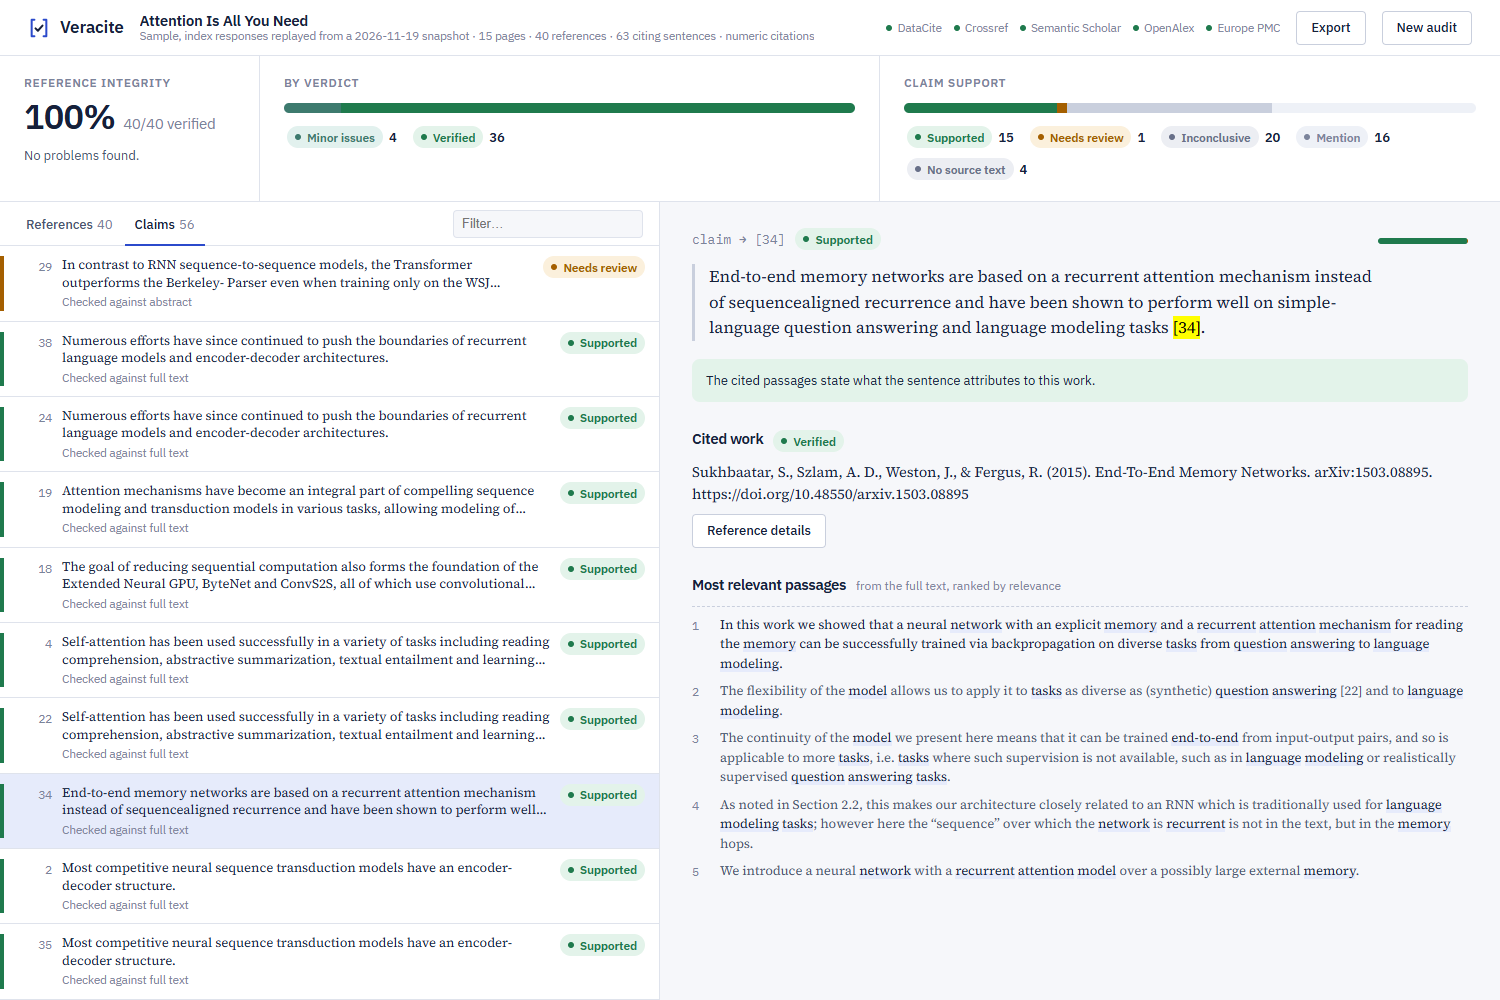 Veracite
Attention Is All You Need
Sample, index responses replayed from a 2026-11-19 snapshot · 15 pages · 40 references · 63 citing sentences · numeric citations
DataCite
Crossref
Semantic Scholar
OpenAlex
Europe PMC
Export
New audit
REFERENCE INTEGRITY
100% 40/40 verified
No problems found.
BY VERDICT
Minor issues 4
Verified 36
CLAIM SUPPORT
Supported 15
Needs review 1
Inconclusive 20
Mention 16
No source text 4
References 40
Claims 56
Filter...
29
In contrast to RNN sequence-to-sequence models, the Transformer
outperforms the Berkeley- Parser even when training only on the WSJ...
Checked against abstract
Needs review
38
Numerous efforts have since continued to push the boundaries of recurrent
language models and encoder-decoder architectures.
Checked against full text
Supported
24
Numerous efforts have since continued to push the boundaries of recurrent
language models and encoder-decoder architectures.
Checked against full text
Supported
19
Attention mechanisms have become an integral part of compelling sequence
modeling and transduction models in various tasks, allowing modeling of...
Checked against full text
Supported
18
The goal of reducing sequential computation also forms the foundation of the
Extended Neural GPU, ByteNet and ConvS2S, all of which use convolutional...
Checked against full text
Supported
4
Self-attention has been used successfully in a variety of tasks including reading
comprehension, abstractive summarization, textual entailment and learning...
Checked against full text
Supported
22
Self-attention has been used successfully in a variety of tasks including reading
comprehension, abstractive summarization, textual entailment and learning...
Checked against full text
Supported
34
End-to-end memory networks are based on a recurrent attention mechanism
instead of sequencealigned recurrence and have been shown to perform well...
Checked against full text
Supported
2
Most competitive neural sequence transduction models have an encoder-
decoder structure.
Checked against full text
Supported
35
Most competitive neural sequence transduction models have an encoder-
decoder structure.
Checked against full text
Supported
claim → [34]
Supported
End-to-end memory networks are based on a recurrent attention mechanism instead
of sequencealigned recurrence and have been shown to perform well on simple-
language question answering and language modeling tasks [34].
The cited passages state what the sentence attributes to this work.
Cited work
Verified
Sukhbaatar, S., Szlam, A. D., Weston, J., & Fergus, R. (2015). End-To-End Memory Networks. arXiv:1503.08895.
https://doi.org/10.48550/arxiv.1503.08895
Reference details
Most relevant passages from the full text, ranked by relevance
1
In this work we showed that a neural network with an explicit memory and a recurrent attention mechanism for reading
the memory can be successfully trained via backpropagation on diverse tasks from question answering to language
modeling.
2
The flexibility of the model allows us to apply it to tasks as diverse as (synthetic) question answering [22] and to language
modeling.
3
The continuity of the model we present here means that it can be trained end-to-end from input-output pairs, and so is
applicable to more tasks, i.e. tasks where such supervision is not available, such as in language modeling or realistically
supervised question answering tasks.
4
As noted in Section 2.2, this makes our architecture closely related to an RNN which is traditionally used for language
modeling tasks; however here the “sequence” over which the network is recurrent is not in the text, but in the memory
hops.
5
We introduce a neural network with a recurrent attention model over a possibly large external memory.